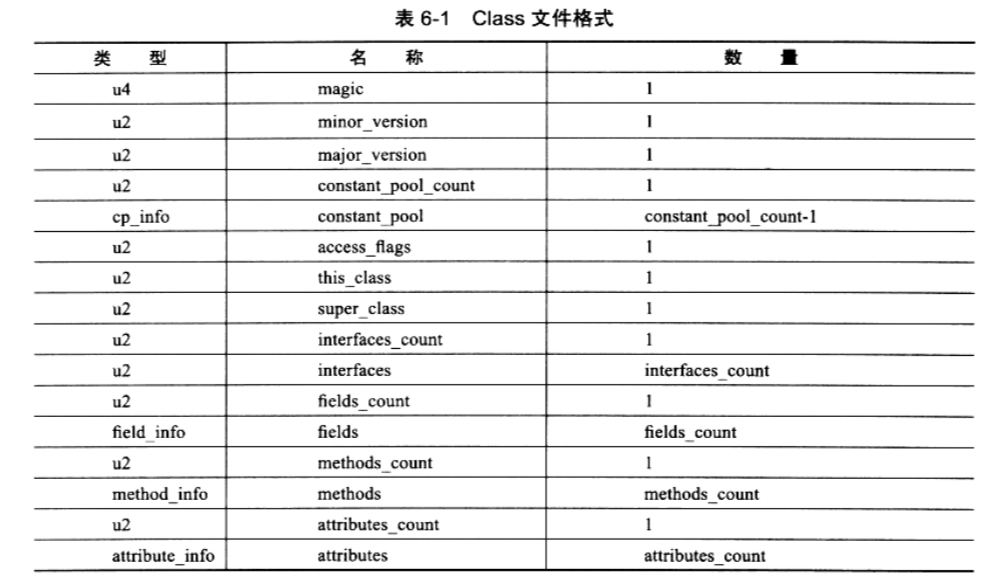 表 6-1 Class 文件格式
类 型 名 称 数 量
u4 magic 1
u2 minor_version 1
u2 major_version 1
u2 constant_pool_count 1
cp_info constant_pool constant_pool_count-1
u2 access_flags 1
u2 this_class 1
u2 super_class 1
u2 interfaces_count 1
u2 interfaces interfaces_count
u2 fields_count 1
field_info fields fields_count
u2 methods_count 1
method_info methods methods_count
u2 attributes_count 1
attribute_info attributes attributes_count